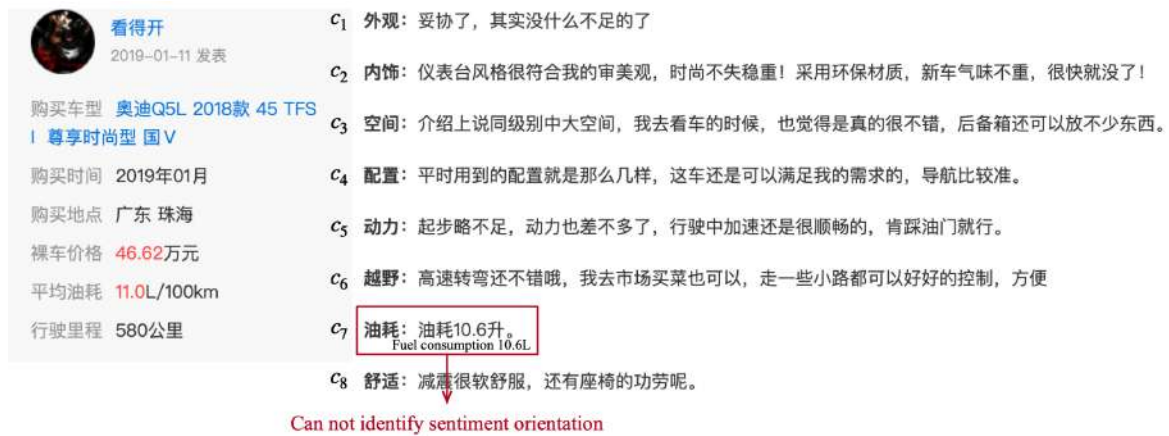 看得开
2019-01-11 发表
购买车型 奥迪Q5L 2018款 45 TFS
I 尊享时尚型 国Ⅴ
购买时间 2019年01月
购买地点 广东 珠海
裸车价格 46.62万元
平均油耗 11.0L/100km
行驶里程 580公里
c1 外观：妥协了，其实没什么不足的了
c2 内饰：仪表台风格很符合我的审美观，时尚不失稳重！采用环保材质，新车气味不重，很快就没了！
c3 空间：介绍上说同级别中大空间，我去看车的时候，也觉得是真的很不错，后备箱还可以放不少东西。
c4 配置：平时用到的配置就是那么几样，这车还是可以满足我的需求的，导航比较准。
c5 动力：起步略不足，动力也差不多了，行驶中加速还是很顺畅的，肯踩油门就行。
c6 越野：高速转弯还不错哦，我去市场买菜也可以，走一些小路都可以好好的控制，方便
c7 油耗：油耗10.6升。
Fuel consumption 10.6L
c8 舒适：减震很软舒服，还有座椅的功劳呢。
Can not identify sentiment orientation